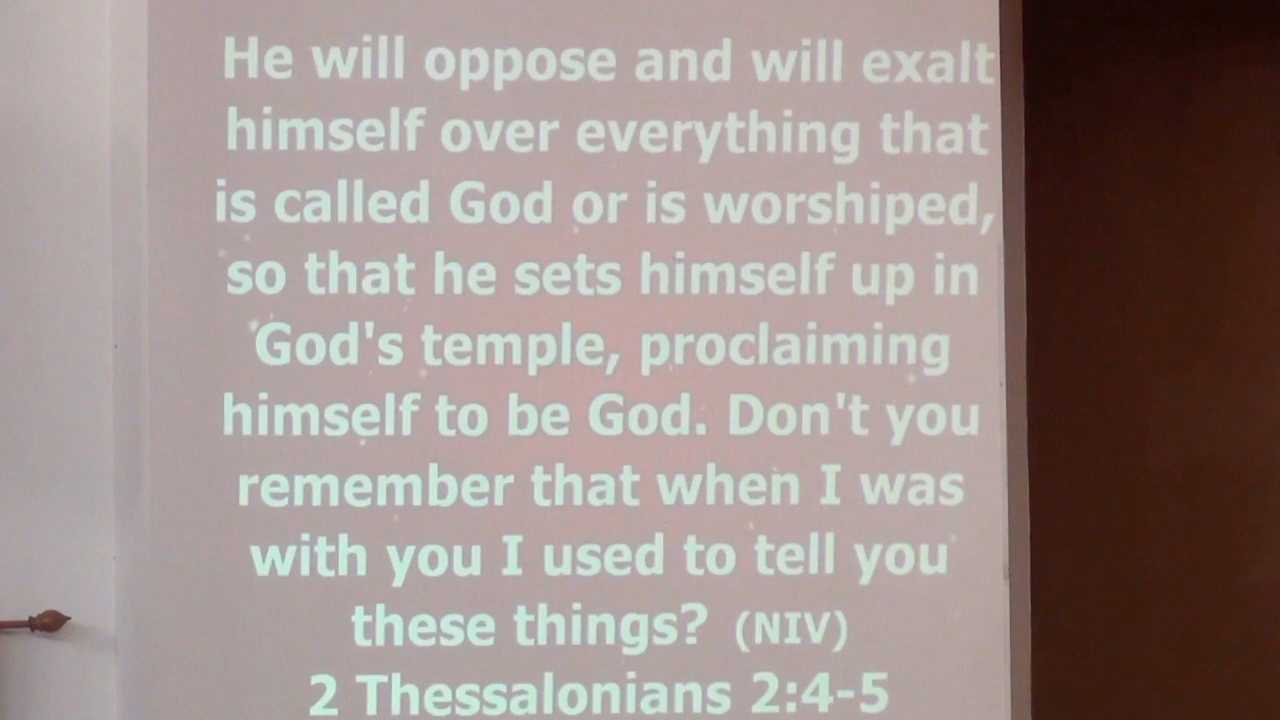 He will oppose and will exalt
himself over everything that
is called God or is worshiped,
so that he sets himself up in
God's temple, proclaiming
himself to be God. Don't you
remember that when I was
with you I used to tell you
these things? (NIV)
2 Thessalonians 2:4-5